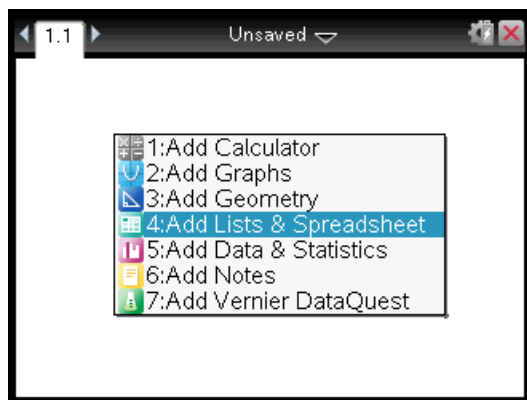 1.1 Unsaved
1:Add Calculator
2:Add Graphs
3:Add Geometry
4:Add Lists & Spreadsheet
5:Add Data & Statistics
6:Add Notes
7:Add Vernier DataQuest